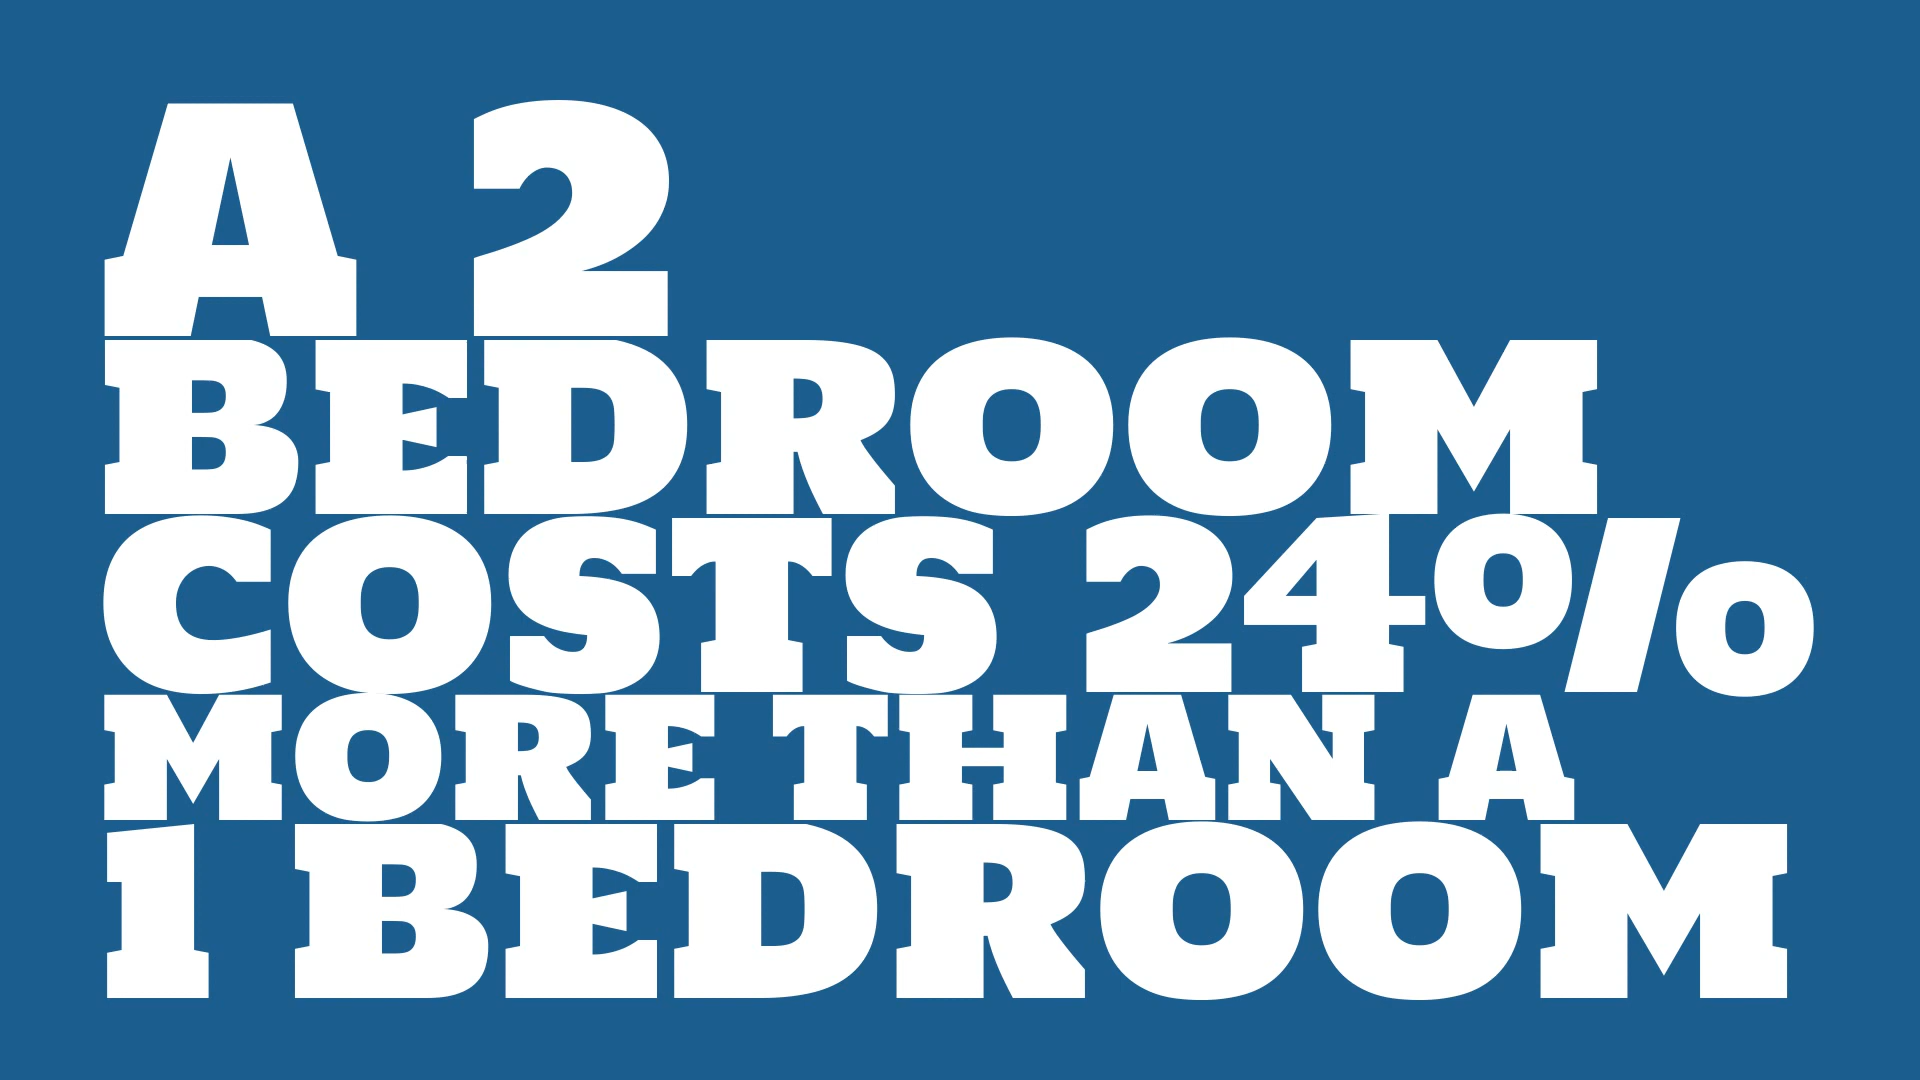 A 2
BEDROOM
COSTS 24%
MORE THAN A
1 BEDROOM